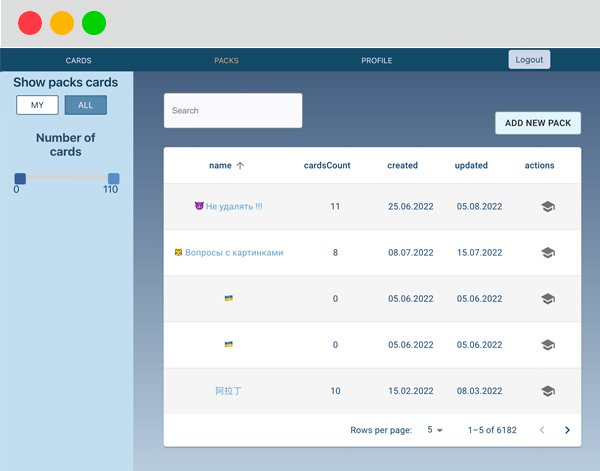 CARDS PACKS PROFILE Logout
Show packs cards
MY ALL
Number of
cards
0 110
Search
ADD NEW PACK
name cardsCount created updated actions
😈 Не удалять !!! 11 25.06.2022 05.08.2022
🐯 Вопросы с картинками 8 08.07.2022 15.07.2022
🇺🇦 0 05.06.2022 05.06.2022
🇺🇦 0 05.06.2022 05.06.2022
阿拉丁 10 15.02.2022 08.03.2022
Rows per page: 5 1–5 of 6182